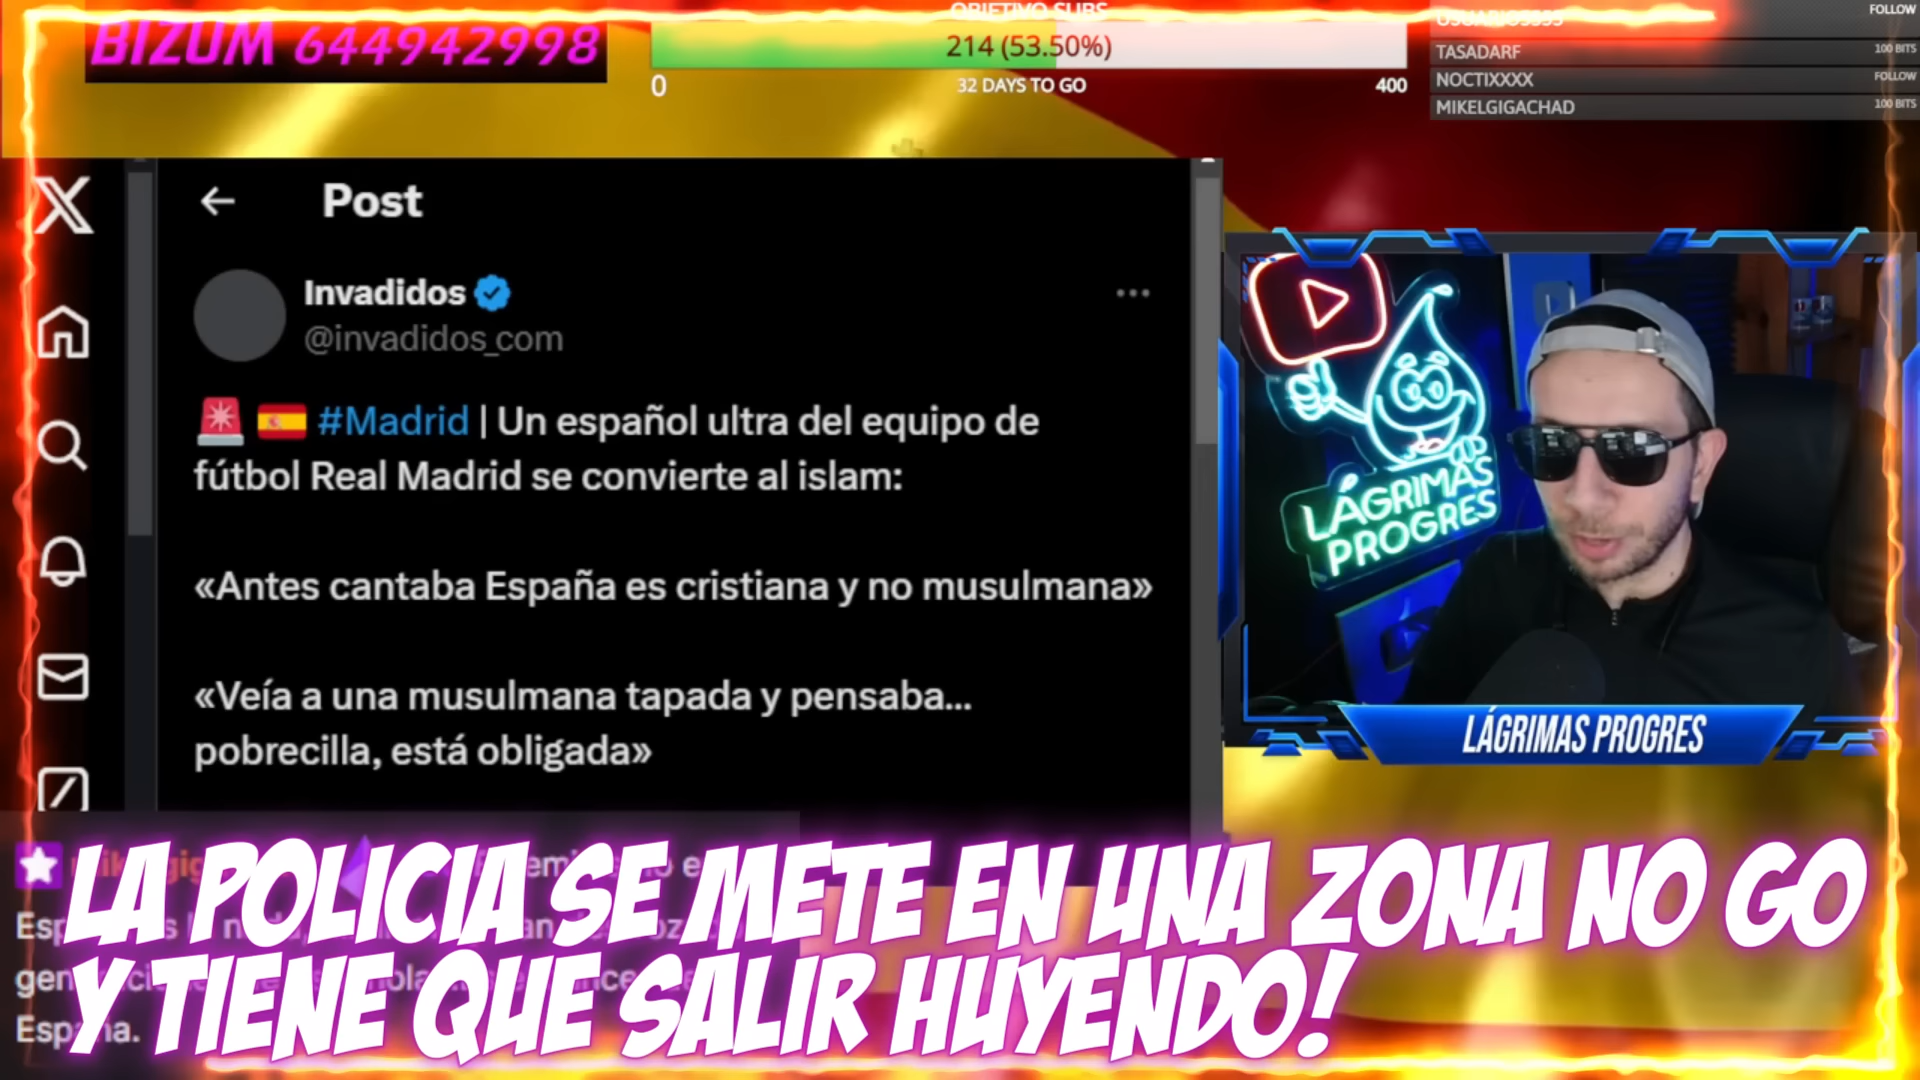 BIZUM 644942998
OBJETIVO SUBS
214 (53.50%)
0
32 DAYS TO GO
400
FOLLOW
TASADARF
100 BITS
NOCTIXXXX
FOLLOW
MIKELGIGACHAD
100 BITS
Post
Invadidos
@invadidos_com
#Madrid | Un español ultra del equipo de
fútbol Real Madrid se convierte al islam:
«Antes cantaba España es cristiana y no musulmana»
«Veía a una musulmana tapada y pensaba...
pobrecilla, está obligada»
LÁGRIMAS
PROGRES
LÁGRIMAS PROGRES
LA POLICIA SE METE EN UNA ZONA NO GO
Y TIENE QUE SALIR HUYENDO!